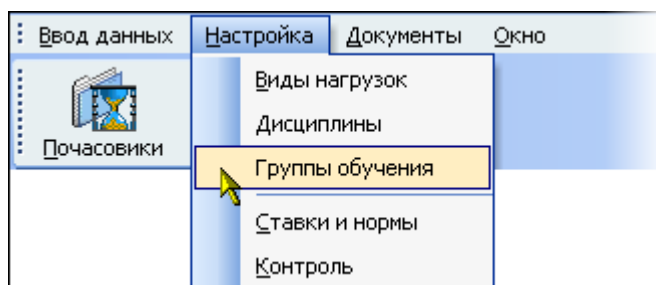 Ввод данных Настройка Документы Окно
Виды нагрузок
Дисциплины
Почасовики
Группы обучения
Ставки и нормы
Контроль